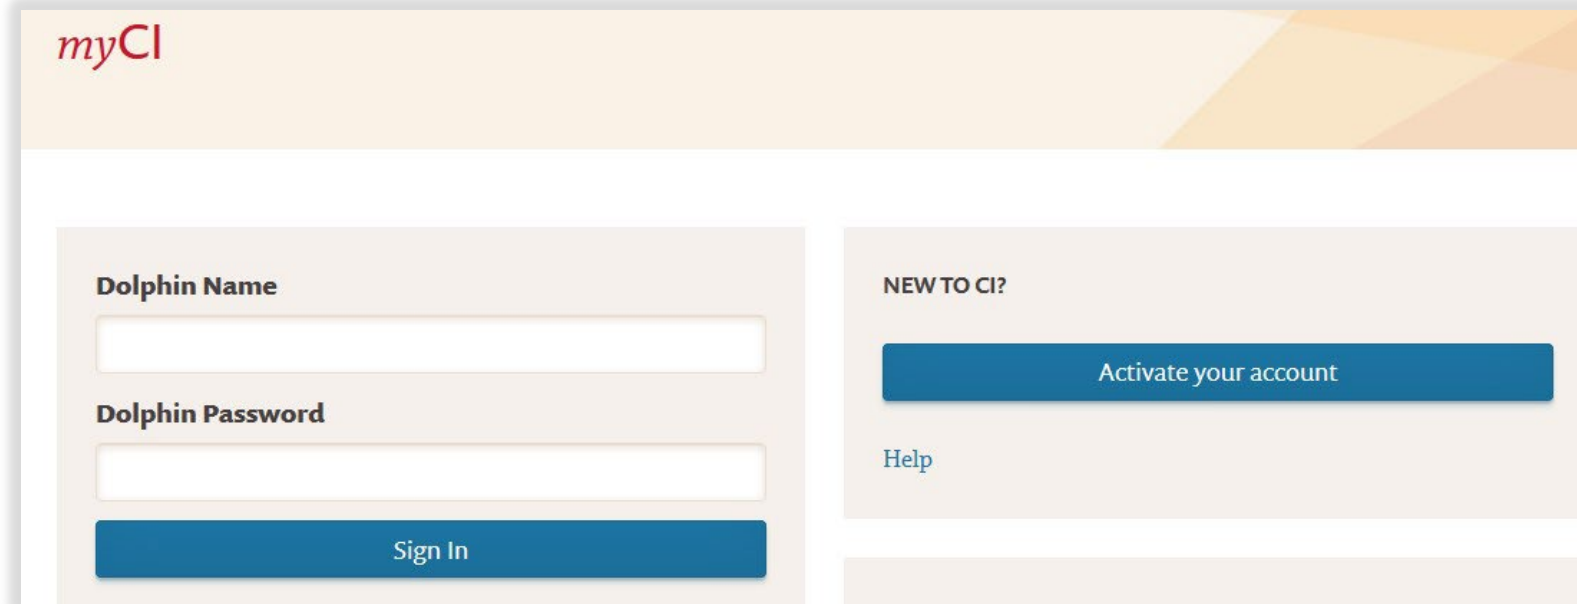 myCI
Dolphin Name
Dolphin Password
Sign In
NEW TO CI?
Activate your account
Help